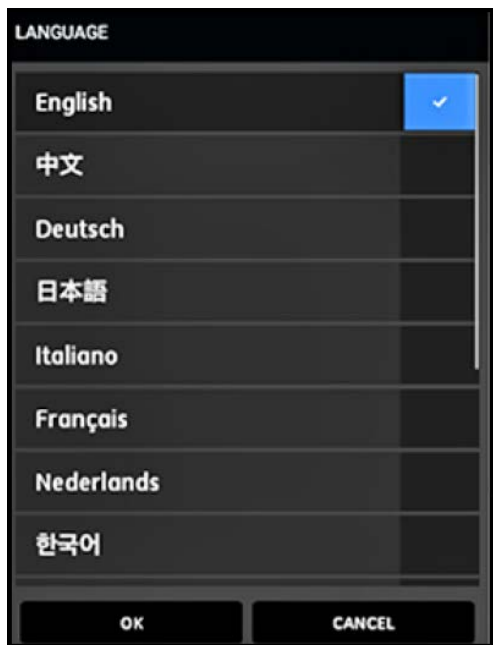 LANGUAGE
English
中文
Deutsch
日本語
Italiano
Français
Nederlands
한국어
OK
CANCEL